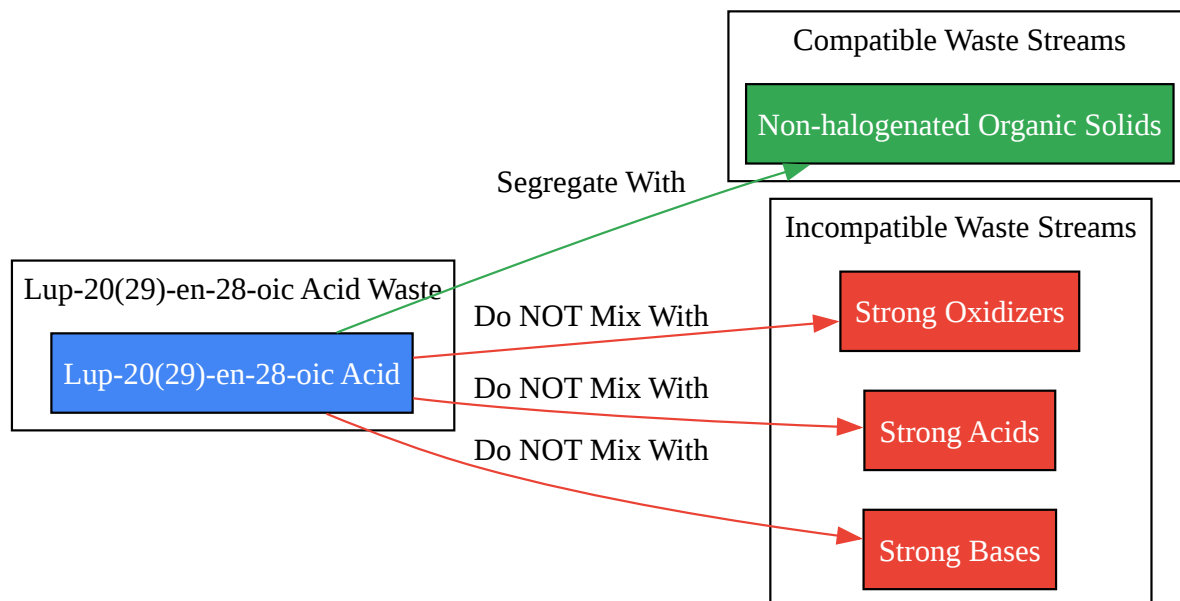 Compatible Waste Streams
Non-halogenated Organic Solids
Segregate With
Incompatible Waste Streams
Lup-20(29)-en-28-oic Acid Waste
Strong Oxidizers
Do NOT Mix With
Lup-20(29)-en-28-oic Acid
Do NOT Mix With
Strong Acids
Do NOT Mix With
Strong Bases